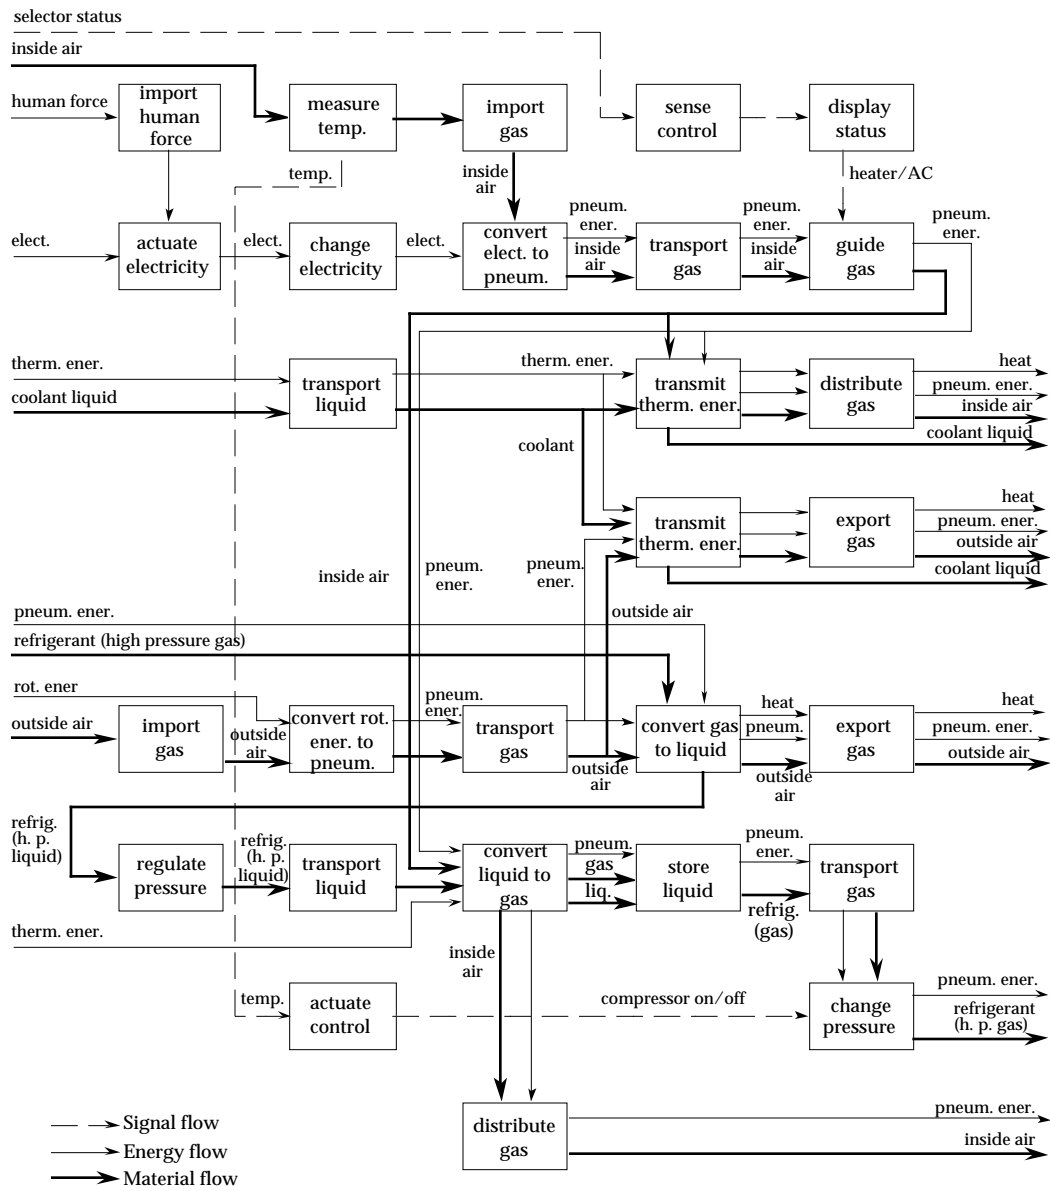 selector status
inside air
human force
import
human
force
measure
temp.
import
gas
sense
control
display
status
temp.
inside
air
heater/AC
elect.
actuate
electricity
elect.
change
electricity
elect.
convert
elect. to
pneum.
pneum.
ener.
inside
air
transport
gas
pneum.
ener.
inside
air
guide
gas
pneum.
ener.
therm. ener.
coolant liquid
transport
liquid
therm. ener.
coolant
transmit
therm. ener.
distribute
gas
heat
pneum. ener.
inside air
coolant liquid
transmit
therm. ener.
export
gas
heat
pneum. ener.
outside air
coolant liquid
inside air
pneum.
ener.
pneum.
ener.
outside air
pneum. ener.
refrigerant (high pressure gas)
rot. ener
outside air
import
gas
outside
air
convert rot.
ener. to
pneum.
pneum.
ener.
transport
gas
outside
air
convert gas
to liquid
heat
pneum.
outside
air
export
gas
heat
pneum. ener.
outside air
refrig.
(h. p.
liquid)
regulate
pressure
refrig.
(h. p.
liquid)
transport
liquid
convert
liquid to
gas
pneum.
gas
liq.
store
liquid
pneum.
ener.
refrig.
(gas)
transport
gas
therm. ener.
inside
air
temp.
actuate
control
compressor on/off
change
pressure
pneum. ener.
refrigerant
(h. p. gas)
distribute
gas
pneum. ener.
inside air
Signal flow
Energy flow
Material flow